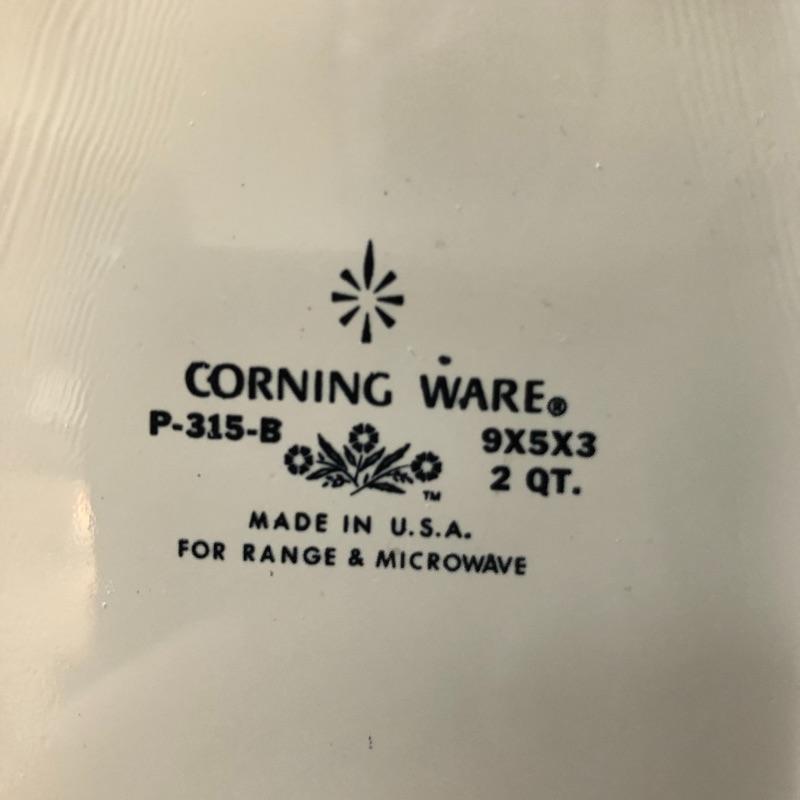 CORNING WARE®
P-315-B 9X5X3
2 QT.
TM
MADE IN U.S.A.
FOR RANGE & MICROWAVE